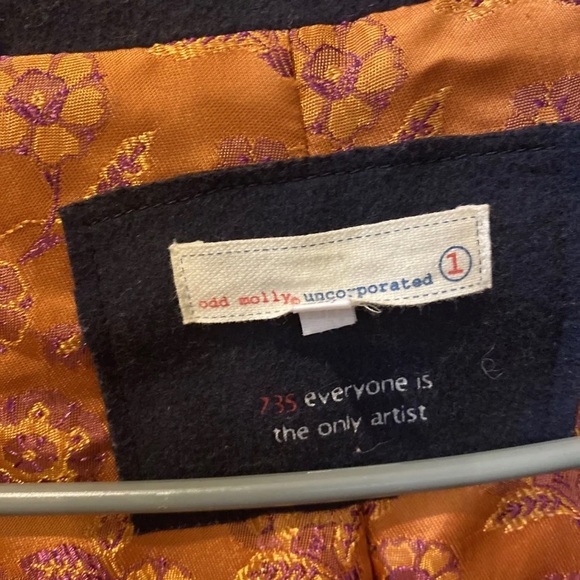 odd molly® uncorporated 1
735 everyone is
the only artist